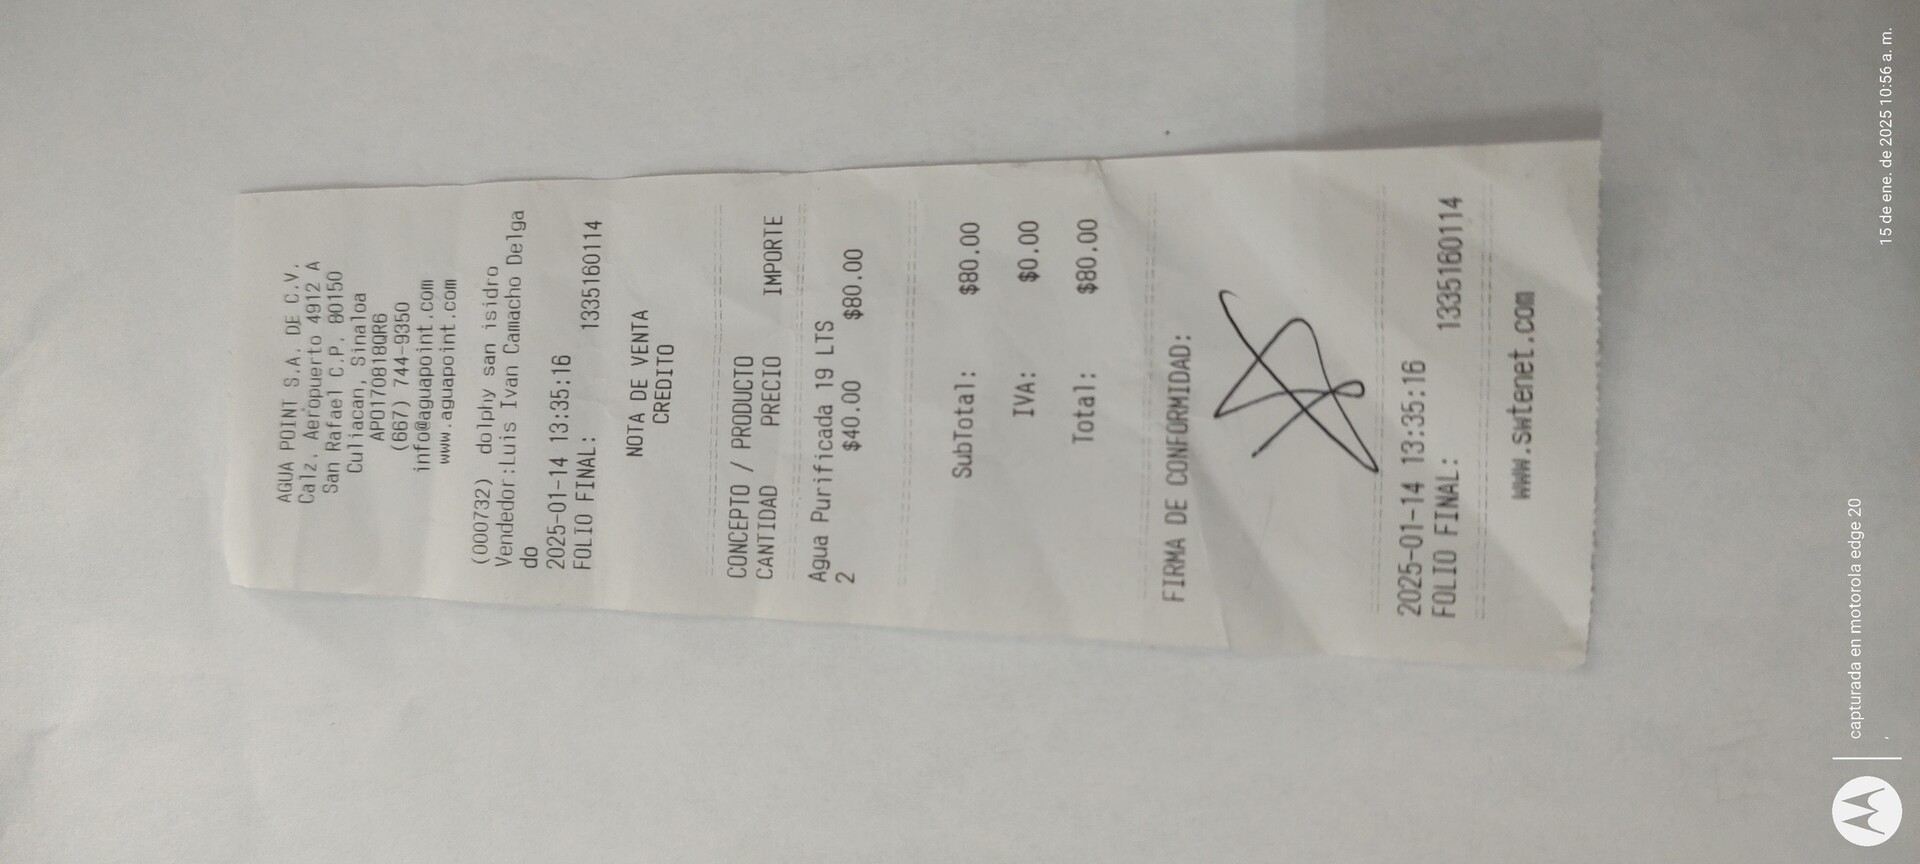 AGUA POINT S.A. DE C.V.
Calz. Aeropuerto 4912 A
San Rafael C.P. 80150
Culiacan, Sinaloa
APO170818QR6
(667) 744-9350
info@aguapoint.com
www.aguapoint.com
(000732) dolphy san isidro
Vendedor:Luis Ivan Camacho Delga
do
2025-01-14 13:35:16
FOLIO FINAL: 1335160114
NOTA DE VENTA
CREDITO
CONCEPTO / PRODUCTO
CANTIDAD PRECIO IMPORTE
Agua Purificada 19 LTS
2 $40.00 $80.00
SubTotal: $80.00
IVA: $0.00
Total: $80.00
FIRMA DE CONFORMIDAD:
2025-01-14 13:35:16
FOLIO FINAL: 1335160114
www.swtenet.com
capturada en motorola edge 20
15 de ene. de 2025 10:56 a. m.